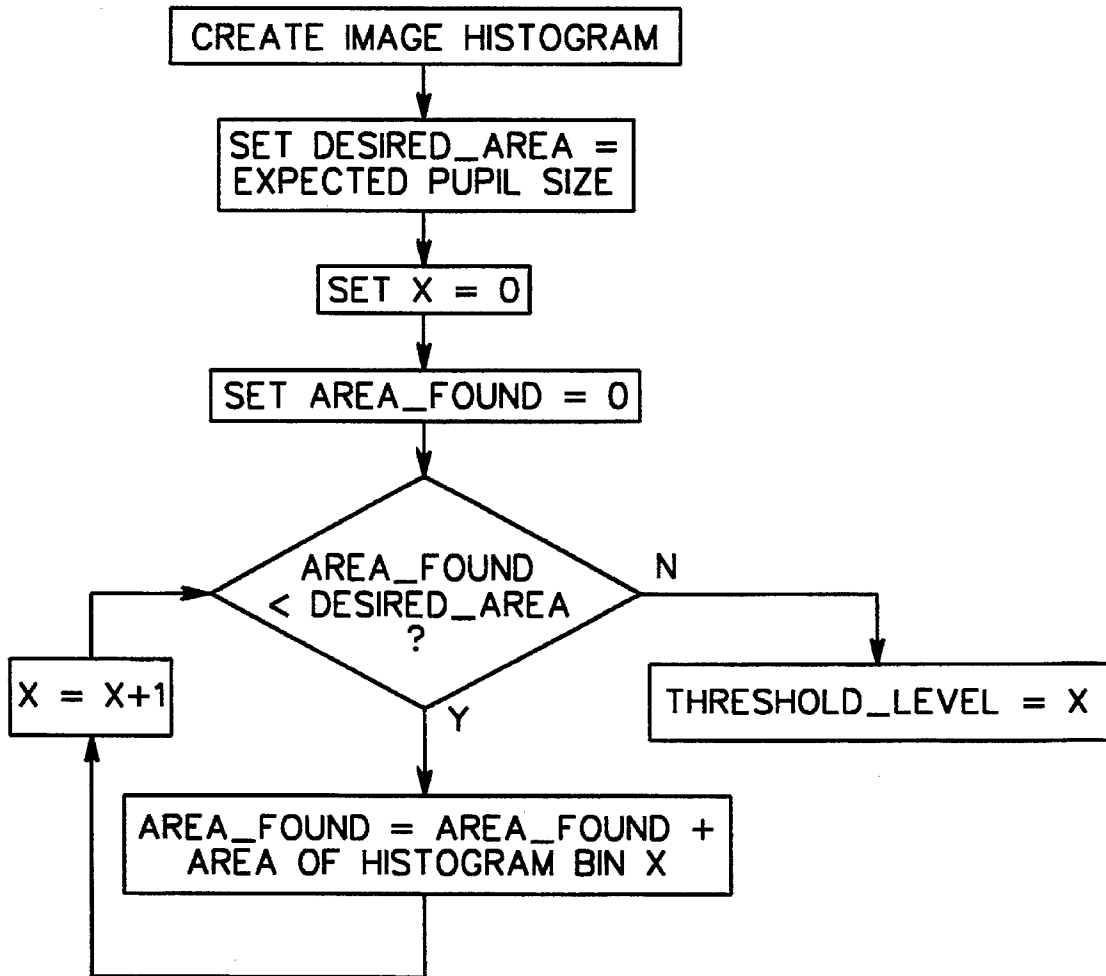 CREATE IMAGE HISTOGRAM
SET DESIRED_AREA =
EXPECTED PUPIL SIZE
SET X = 0
SET AREA_FOUND = 0
AREA_FOUND
< DESIRED_AREA
?
N
Y
X = X+1
THRESHOLD_LEVEL = X
AREA_FOUND = AREA_FOUND +
AREA OF HISTOGRAM BIN X